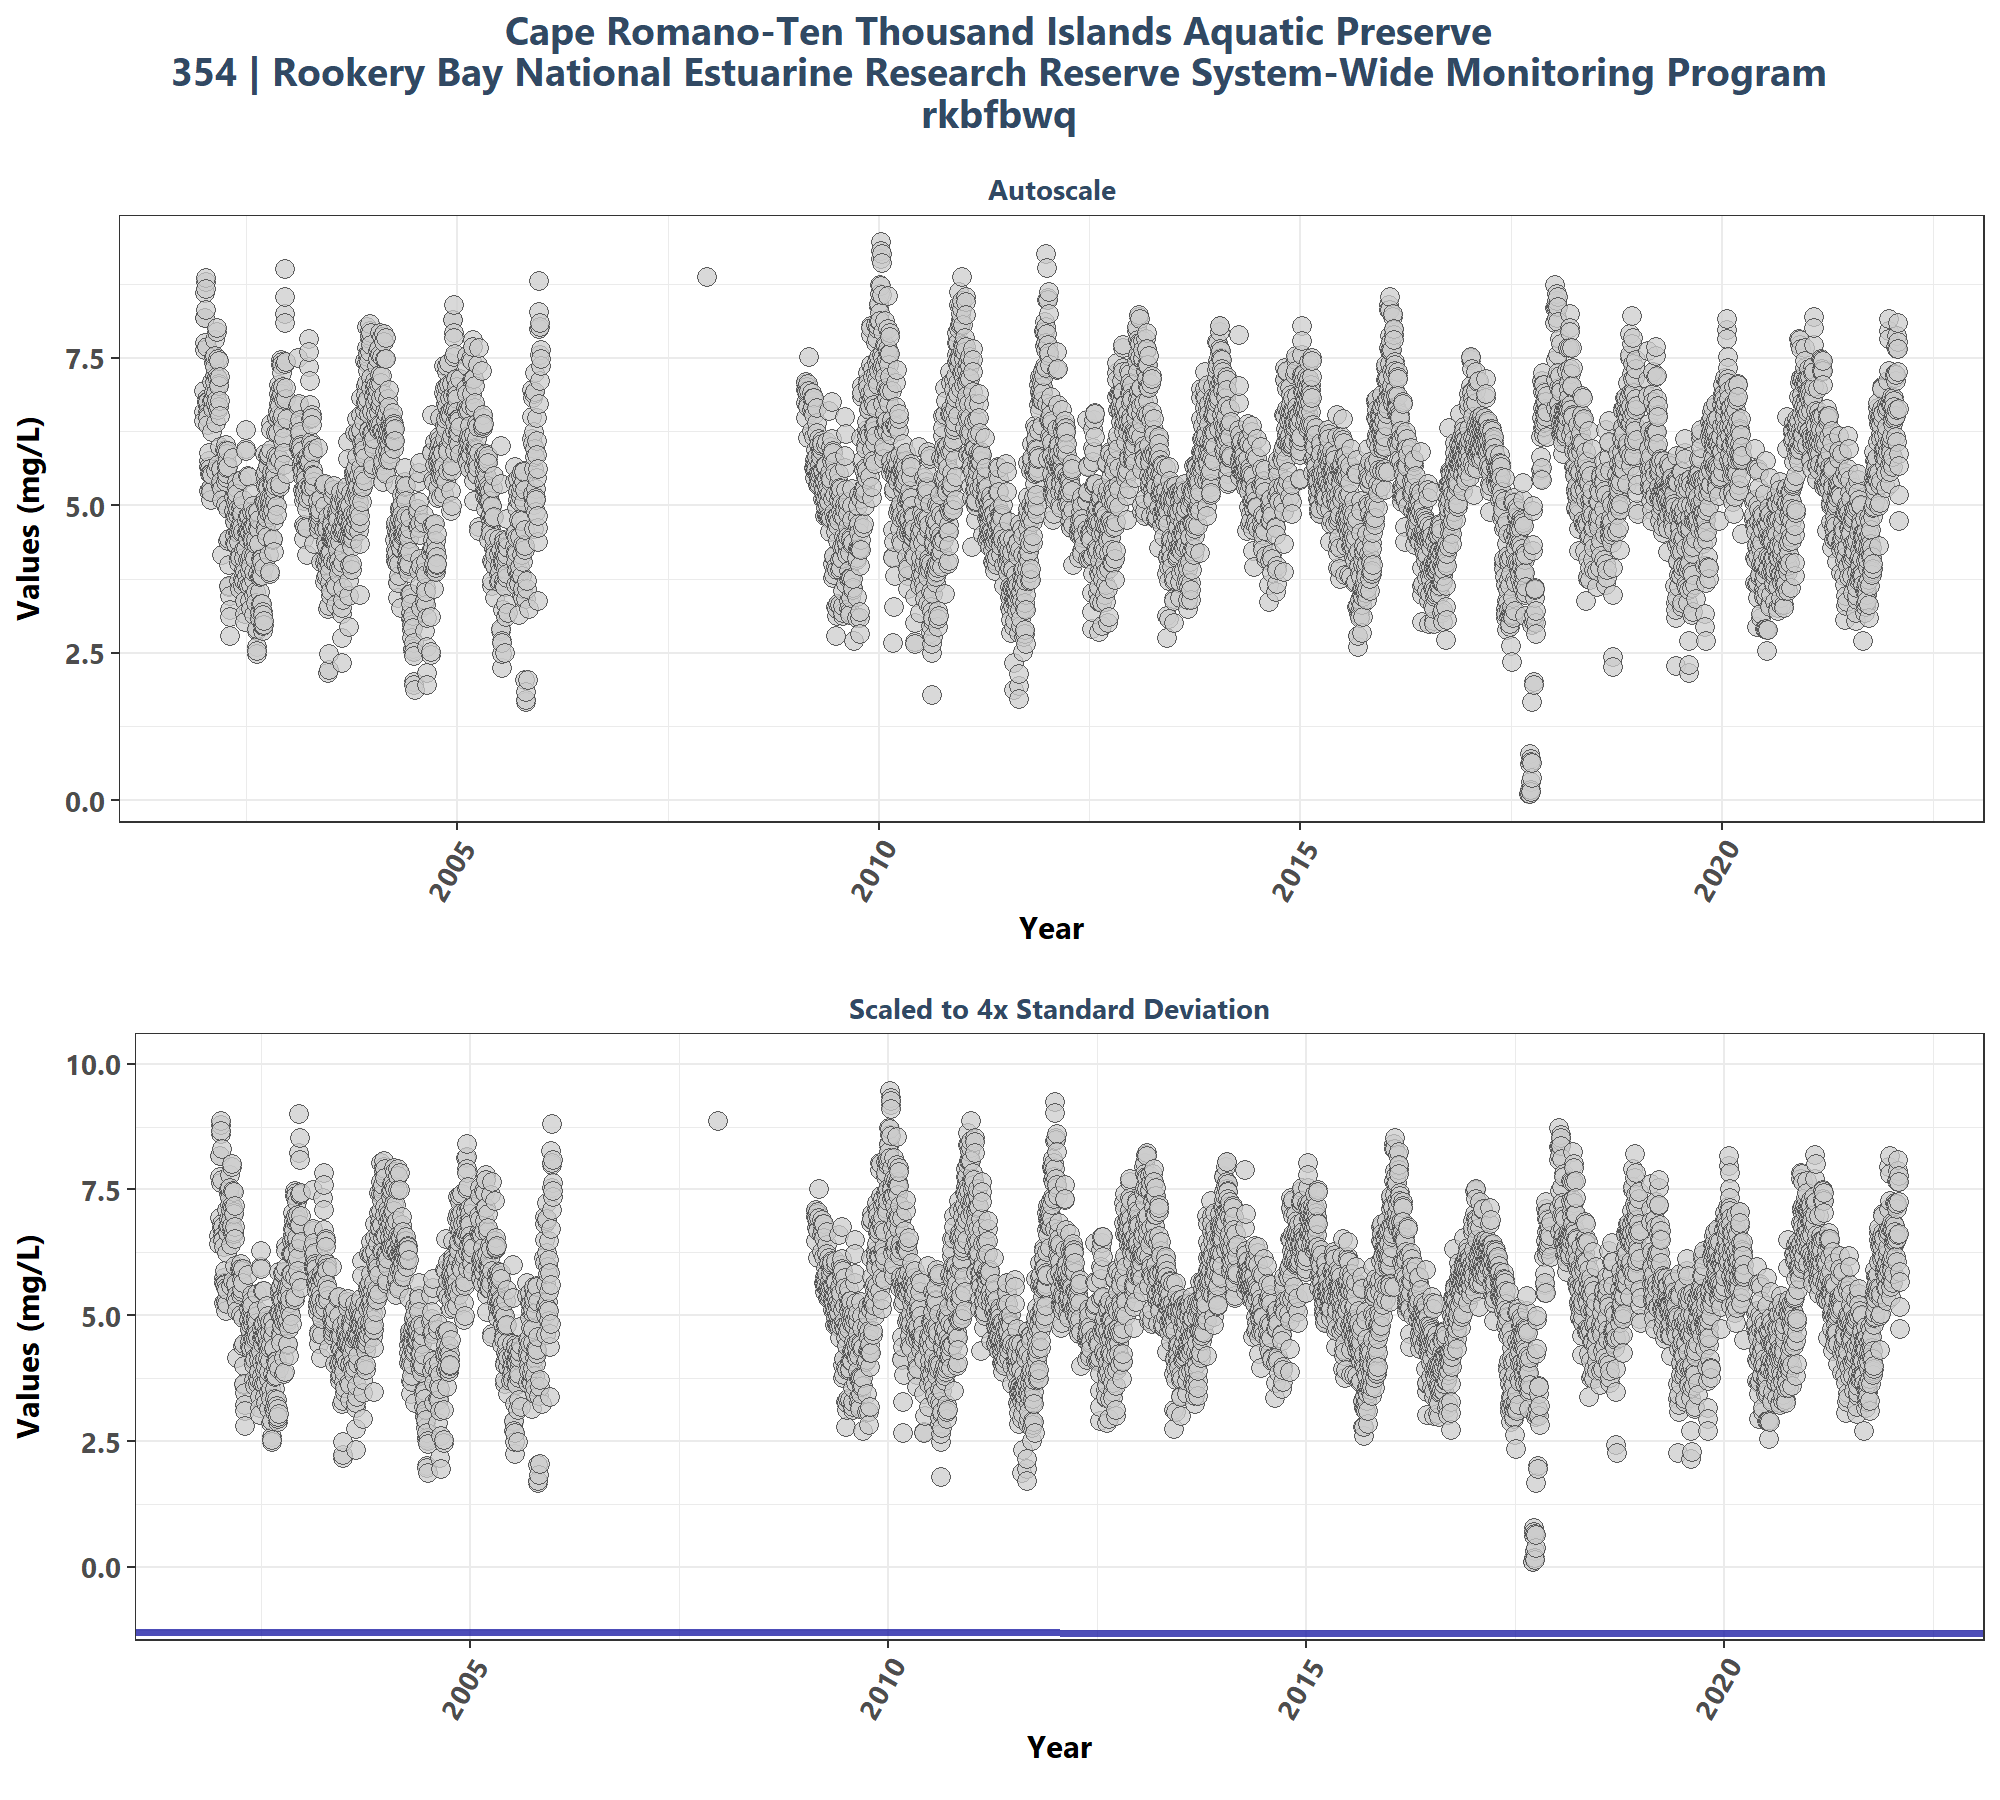 Cape Romano-Ten Thousand Islands Aquatic Preserve
354 | Rookery Bay National Estuarine Research Reserve System-Wide Monitoring Program
rkbfbwq
Autoscale
Values (mg/L)
7.5
5.0
2.5
0.0
2005
2010
2015
2020
Year
Scaled to 4x Standard Deviation
Values (mg/L)
10.0
7.5
5.0
2.5
0.0
2005
2010
2015
2020
Year